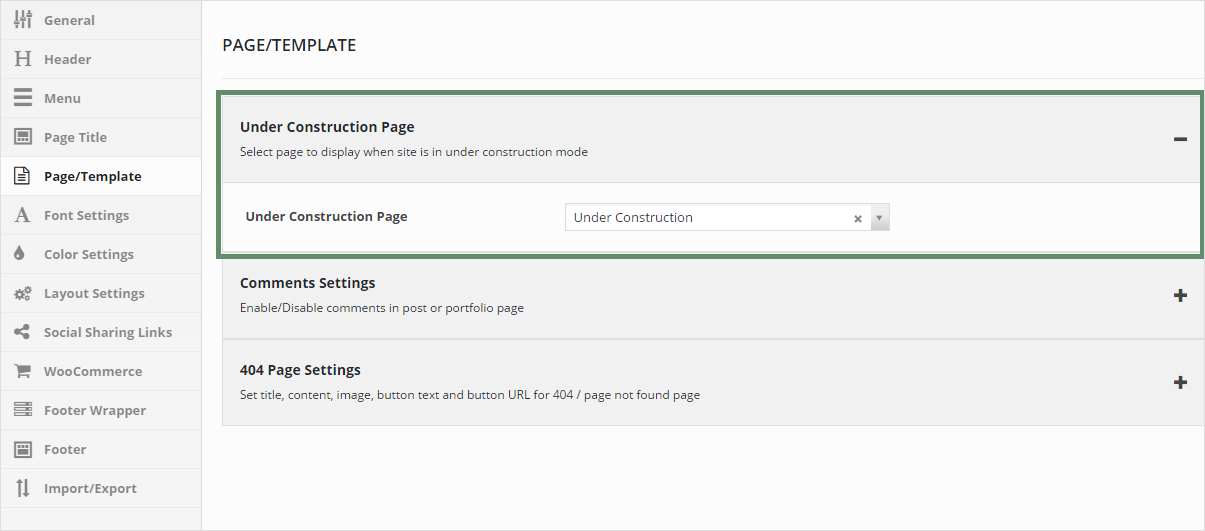 General
Header
Menu
Page Title
Page/Template
Font Settings
Color Settings
Layout Settings
Social Sharing Links
WooCommerce
Footer Wrapper
Footer
Import/Export
PAGE/TEMPLATE
Under Construction Page
Select page to display when site is in under construction mode
Under Construction Page
Under Construction
Comments Settings
Enable/Disable comments in post or portfolio page
404 Page Settings
Set title, content, image, button text and button URL for 404 / page not found page